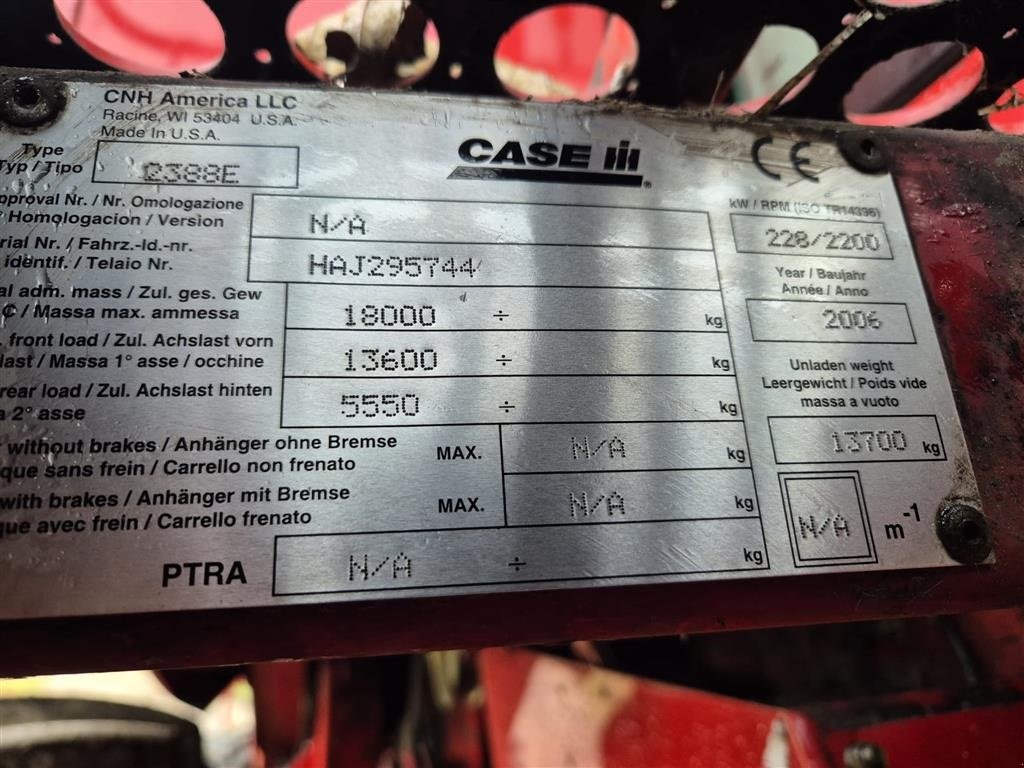 CNH America LLC
Racine, WI 53404 U.S.A.
Made In U.S.A.
CASE IH ®
CE
Type
Typ / Tipo 2388E
Approval Nr. / Nr. Omologazione
Homologacion / Version N/A
kW / RPM (ISO TR14396)
228/2200
rial Nr. / Fahrz.-Id.-nr.
identif. / Telaio Nr. HAJ295744
Year / Baujahr
Année / Anno
2006
al adm. mass / Zul. ges. Gew
C / Massa max. ammessa 18000 ÷ kg
. front load / Zul. Achslast vorn
last / Massa 1° asse / occhine 13600 ÷ kg
Unladen weight
Leergewicht / Poids vide
massa a vuoto
13700 kg
rear load / Zul. Achslast hinten
a 2° asse 5550 ÷ kg
without brakes / Anhänger ohne Bremse
que sans frein / Carrello non frenato MAX. N/A kg
with brakes / Anhänger mit Bremse
que avec frein / Carrello frenato MAX. N/A kg
N/A m-1
PTRA N/A ÷ kg